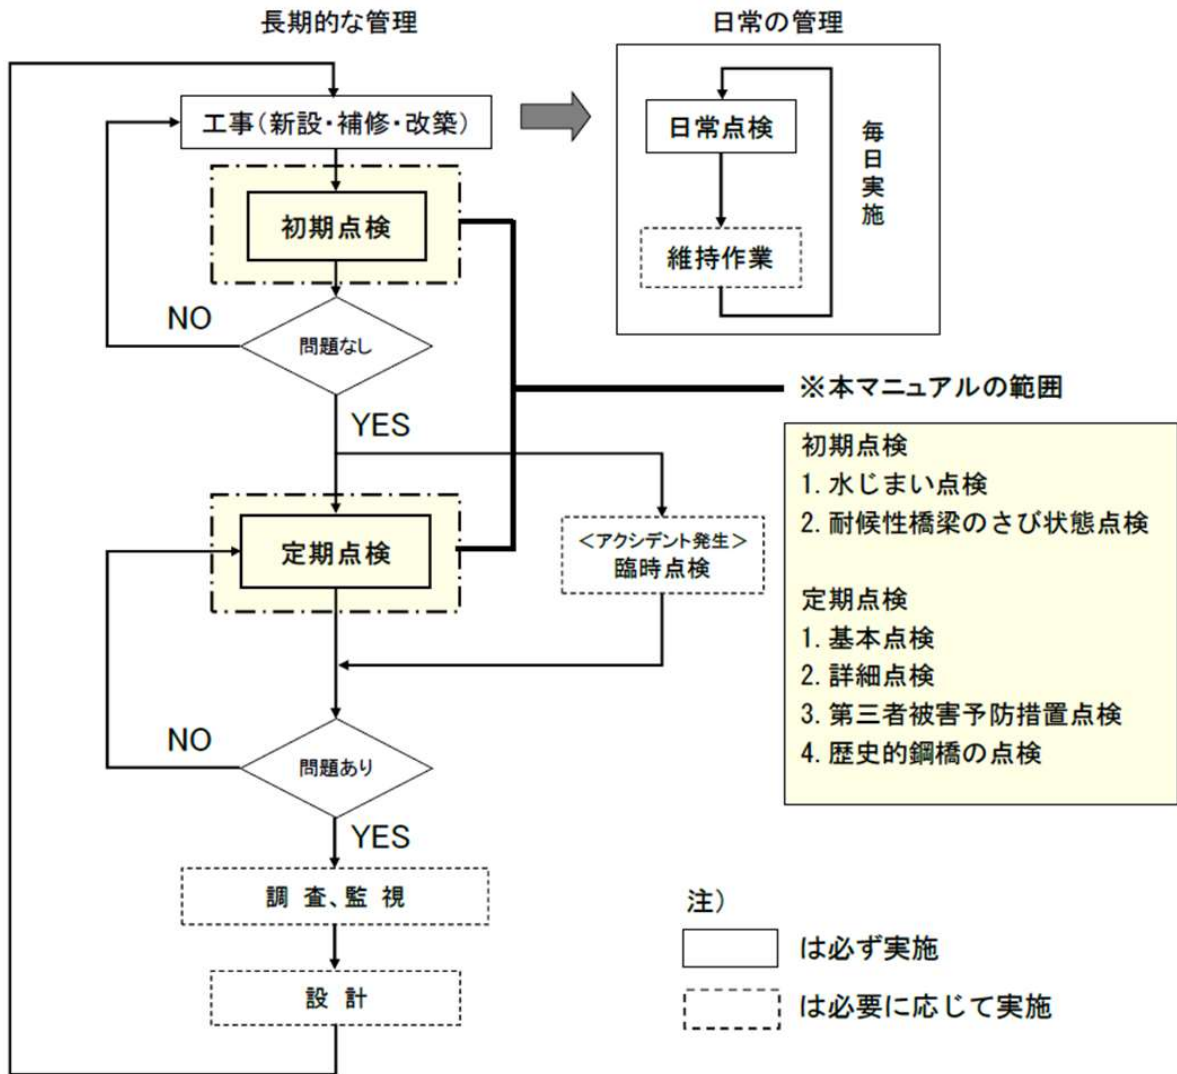 長期的な管理
日常の管理
工事（新設・補修・改築）
日常点検
毎日実施
維持作業
初期点検
NO
問題なし
YES
※本マニュアルの範囲
初期点検
1. 水じまい点検
2. 耐候性橋梁のさび状態点検
定期点検
1. 基本点検
2. 詳細点検
3. 第三者被害予防措置点検
4. 歴史的鋼橋の点検
定期点検
＜アクシデント発生＞
臨時点検
NO
問題あり
YES
調 査、監 視
設 計
注）
は必ず実施
は必要に応じて実施